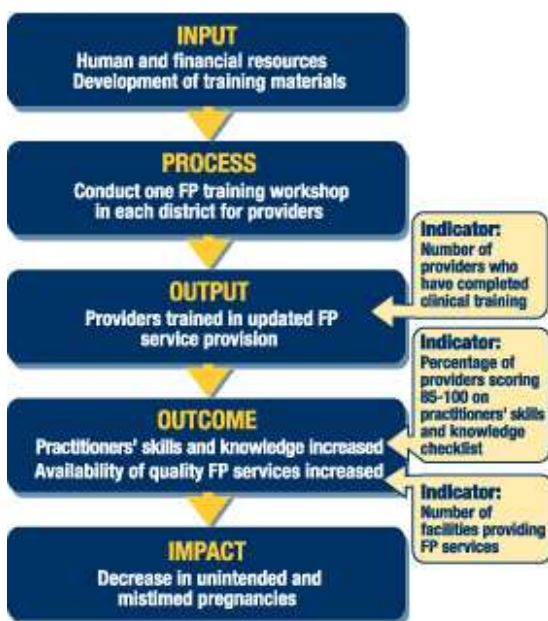 INPUT
Human and financial resources
Development of training materials
PROCESS
Conduct one FP training workshop
in each district for providers
Indicator:
Number of
providers who
have completed
clinical training
OUTPUT
Providers trained in updated FP
service provision
Indicator:
Percentage of
providers scoring
85-100 on
practitioners' skills
and knowledge
checklist
OUTCOME
Practitioners' skills and knowledge increased
Availability of quality FP services increased
Indicator:
Number of
facilities providing
FP services
IMPACT
Decrease in unintended and
mistimed pregnancies